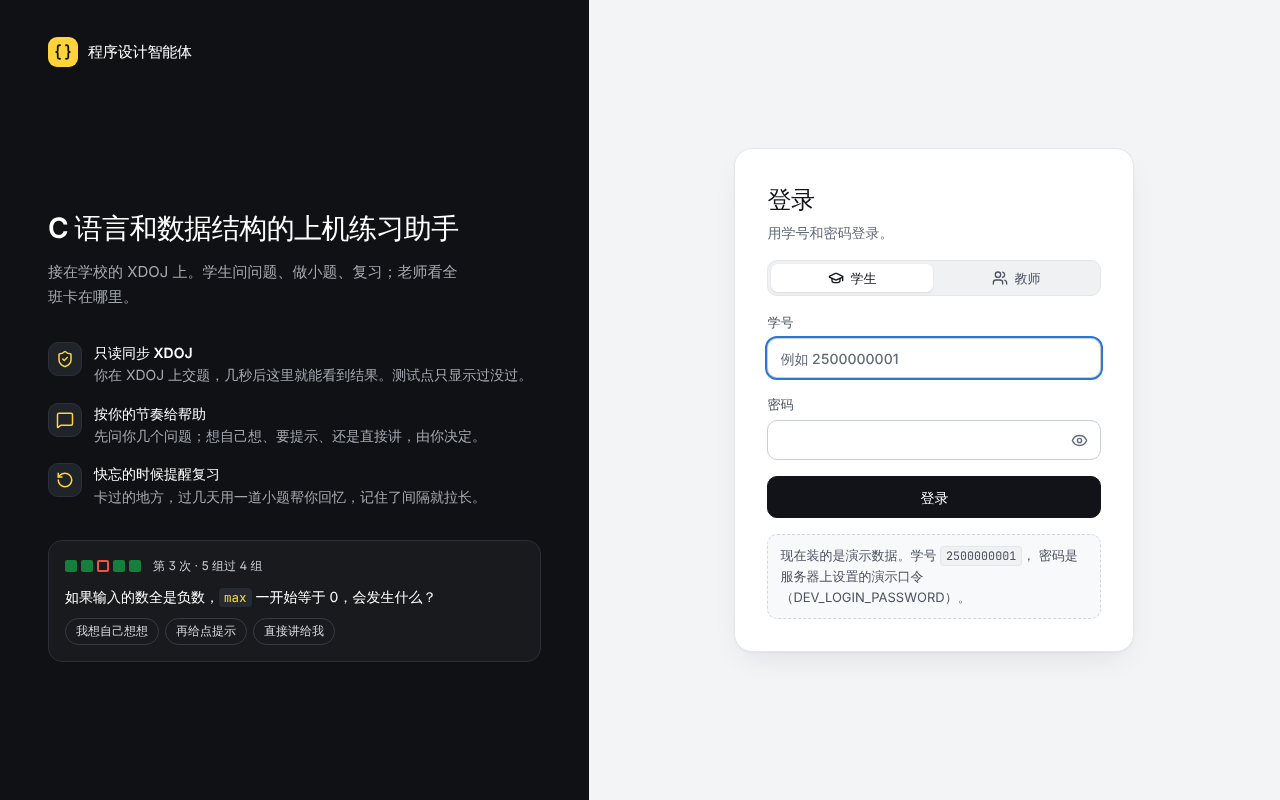 程序设计智能体
C 语言和数据结构的上机练习助手
接在学校的 XDOJ 上。学生问问题、做小题、复习；老师看全
班卡在哪里。
只读同步 XDOJ
你在 XDOJ 上交题，几秒后这里就能看到结果。测试点只显示过没过。
按你的节奏给帮助
先问你几个问题；想自己想、要提示、还是直接讲，由你决定。
快忘的时候提醒复习
卡过的地方，过几天用一道小题帮你回忆，记住了间隔就拉长。
第 3 次 · 5 组过 4 组
如果输入的数全是负数，max 一开始等于 0，会发生什么？
我想自己想想 再给点提示 直接讲给我
登录
用学号和密码登录。
学生 教师
学号
例如 2500000001
密码
登录
现在装的是演示数据。学号 2500000001 ， 密码是
服务器上设置的演示口令
（DEV_LOGIN_PASSWORD）。